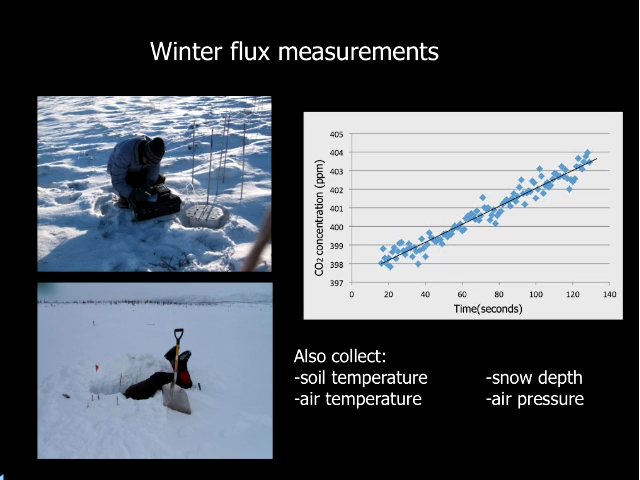 Winter flux measurements
405
404
403
402
401
400
399
398
397
CO2 concentration (ppm)
0 20 40 60 80 100 120 140
Time(seconds)
Also collect:
-soil temperature -snow depth
-air temperature -air pressure